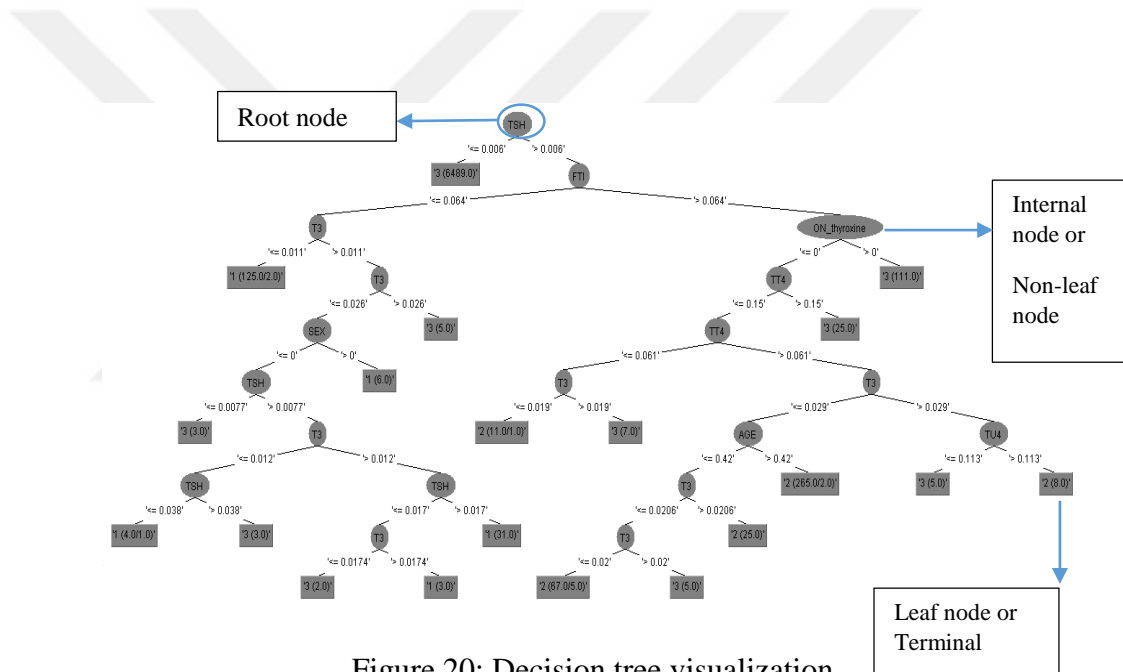 Root node
TSH
'<= 0.006' '> 0.006'
'3 (6489.0)' FTI
'<= 0.064' '> 0.064'
Internal
node or
Non-leaf
node
T3 ON_thyroxine
'<= 0.011' '> 0.011' '<= 0' '> 0'
'1 (125.0/2.0)' T3 TT4 '3 (111.0)'
'<= 0.026' '> 0.026' '<= 0.15' '> 0.15'
SEX '3 (5.0)' TT4 '3 (25.0)'
'<= 0' '> 0' '<= 0.061' '> 0.061'
TSH '1 (6.0)' T3 T3
'<= 0.0077' '> 0.0077' '<= 0.019' '> 0.019' '<= 0.029' '> 0.029'
'3 (3.0)' T3 '2 (11.0/1.0)' '3 (7.0)' AGE TU4
'<= 0.012' '> 0.012' '<= 0.42' '> 0.42' '<= 0.113' '> 0.113'
TSH TSH T3 '2 (265.0/2.0)' '3 (5.0)' '2 (8.0)'
'<= 0.038' '> 0.038' '<= 0.017' '> 0.017' '<= 0.0206' '> 0.0206'
'1 (4.0/1.0)' '3 (3.0)' T3 '1 (31.0)' T3 '2 (25.0)'
'<= 0.0174' '> 0.0174' '<= 0.02' '> 0.02'
'3 (2.0)' '1 (3.0)' '2 (67.0/5.0)' '3 (5.0)'
Leaf node or
Terminal
Figure 20: Decision tree visualization